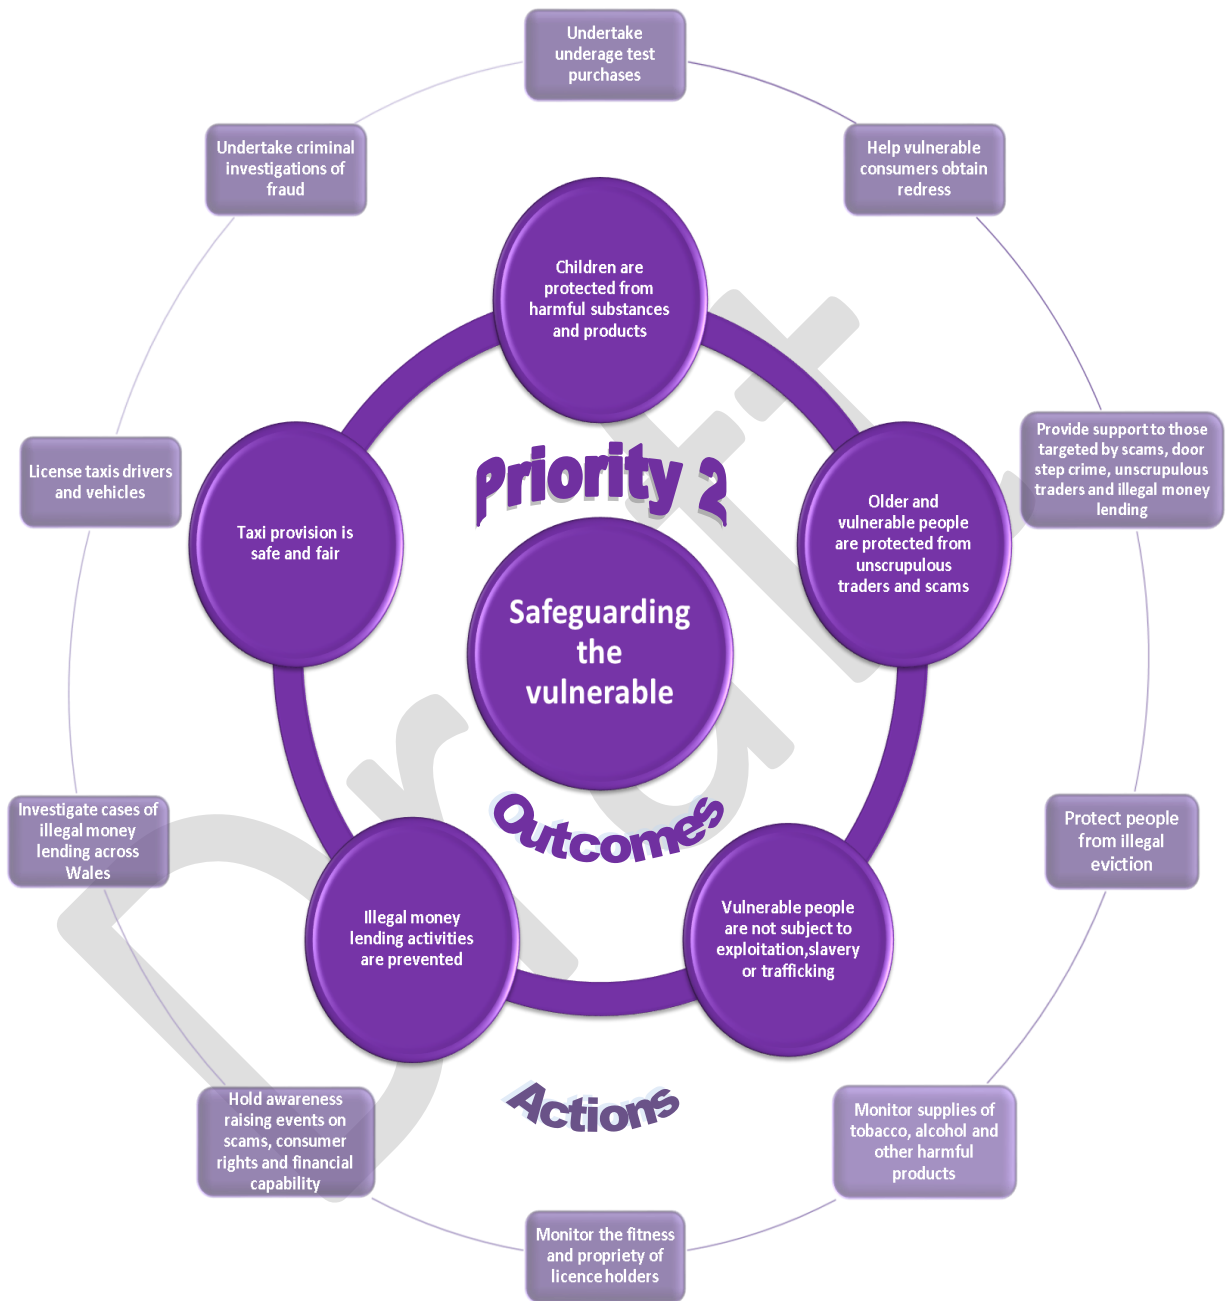 Undertake
underage test
purchases
Undertake criminal
investigations of
fraud
Help vulnerable
consumers obtain
redress
Children are
protected from
harmful substances
and products
License taxis drivers
and vehicles
Provide support to those
targeted by scams, door
step crime, unscrupulous
traders and illegal money
lending
Priority 2
Taxi provision is
safe and fair
Older and
vulnerable people
are protected from
unscrupulous
traders and scams
Safeguarding
the
vulnerable
Outcomes
Investigate cases of
illegal money
lending across
Wales
Protect people
from illegal
eviction
Illegal money
lending activities
are prevented
Vulnerable people
are not subject to
exploitation,slavery
or trafficking
Actions
Hold awareness
raising events on
scams, consumer
rights and financial
capability
Monitor supplies of
tobacco, alcohol and
other harmful
products
Monitor the fitness
and propriety of
licence holders
Draft